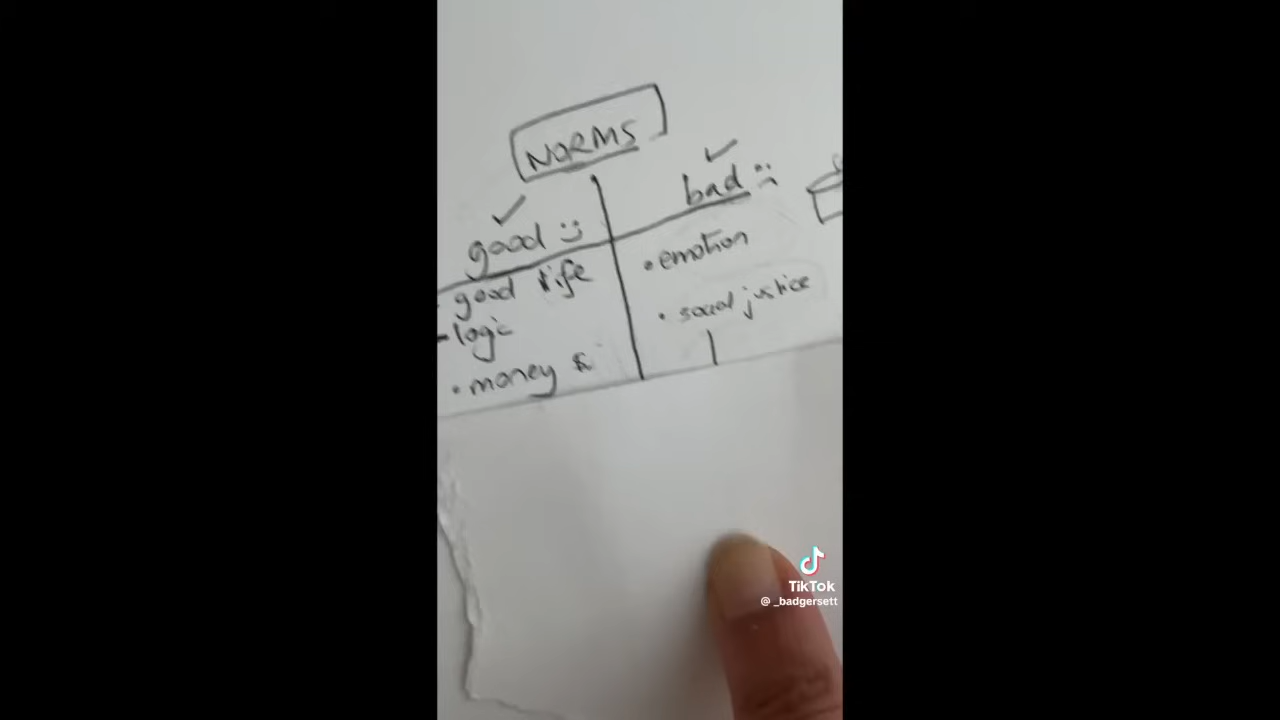 NORMS
good :) bad :(
• good life
- logic
• money $
• emotion
• social justice
TikTok
@ _badgersett